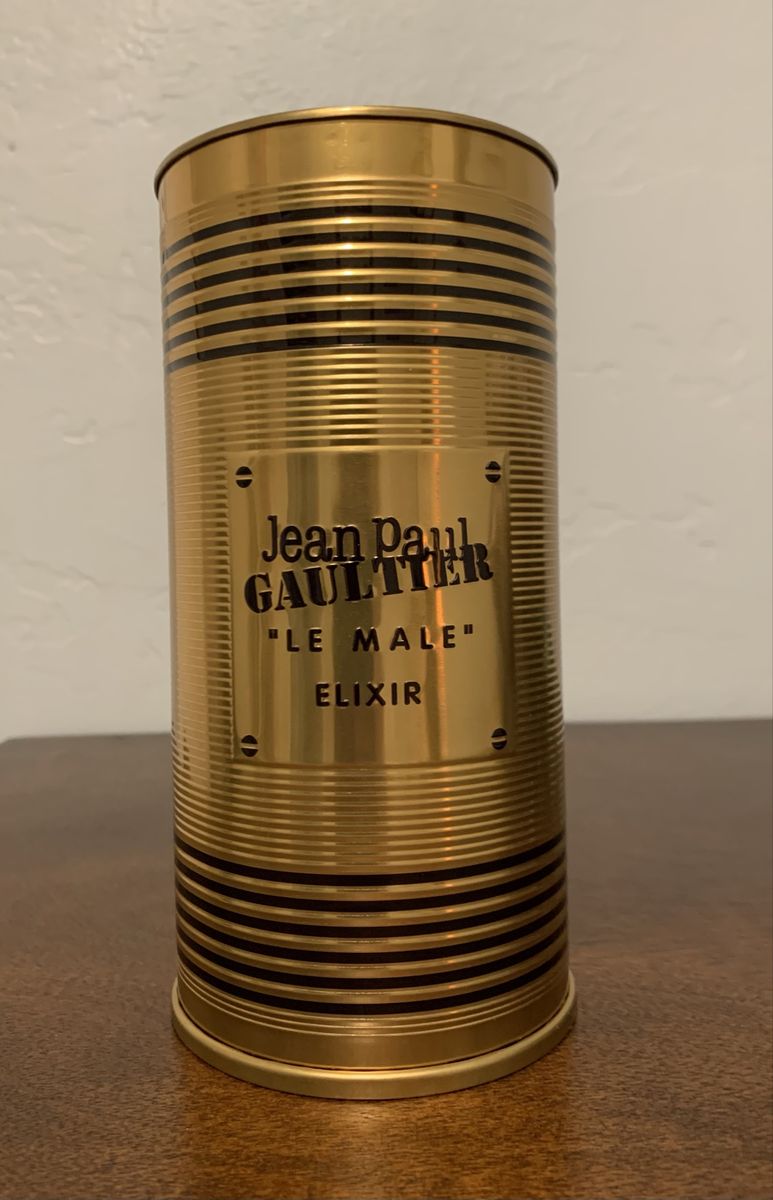 Jean Paul
GAULTIER
"LE MALE"
ELIXIR